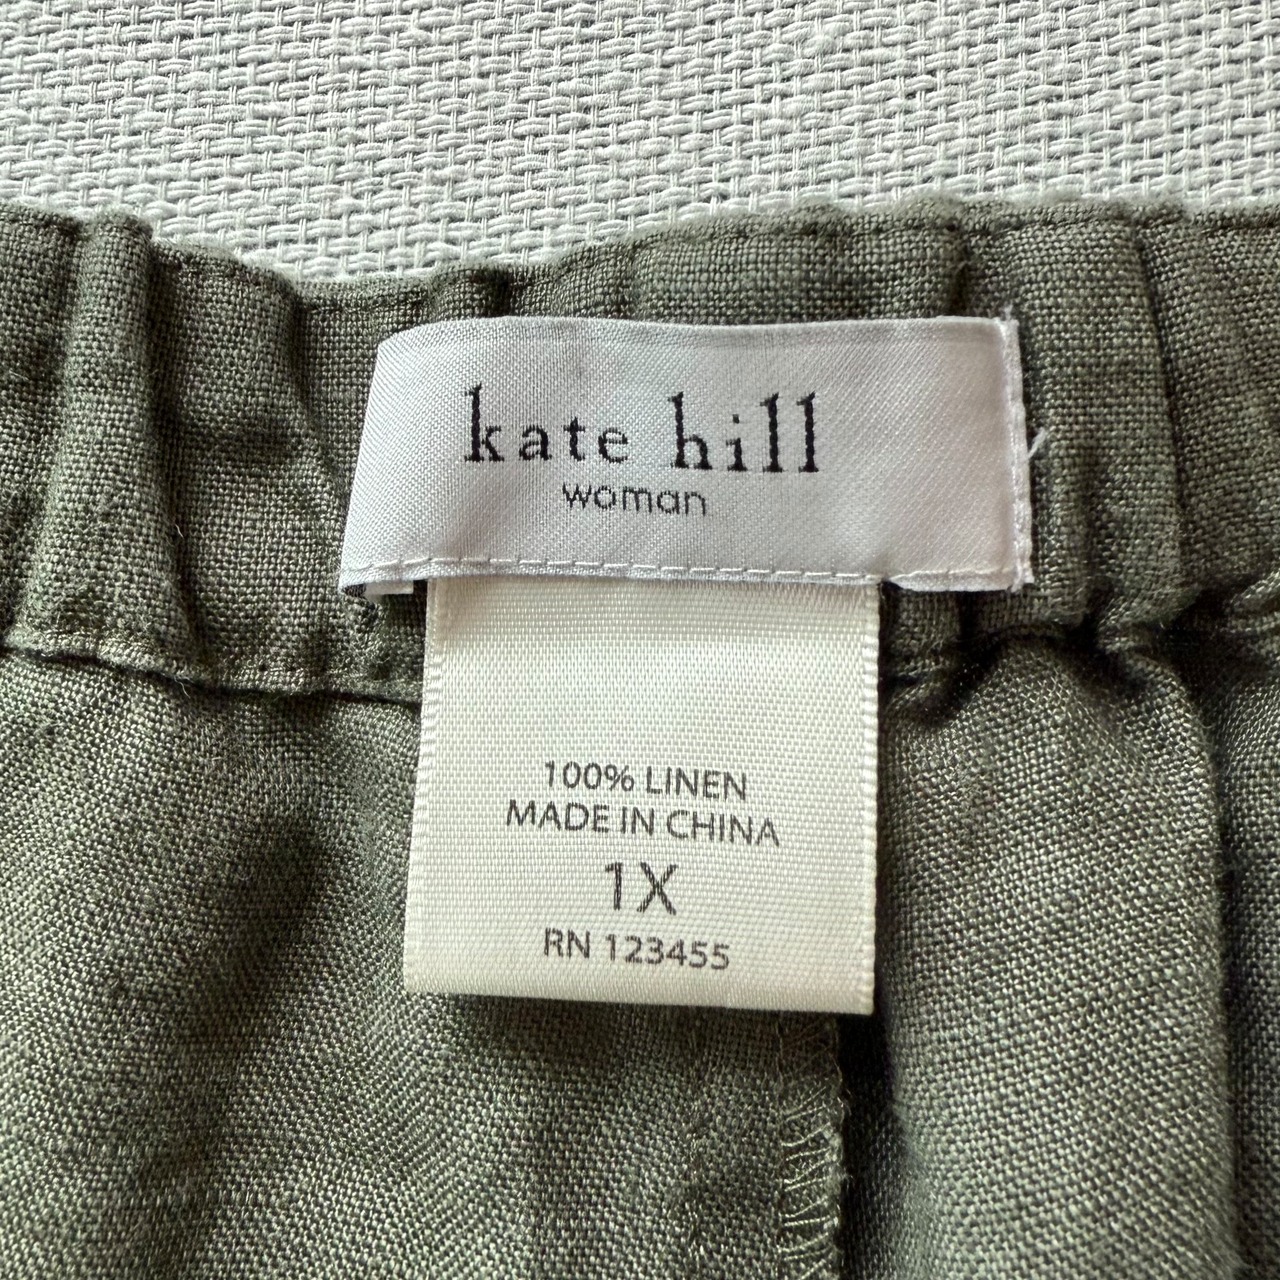 kate hill
woman
100% LINEN
MADE IN CHINA
1X
RN 123455